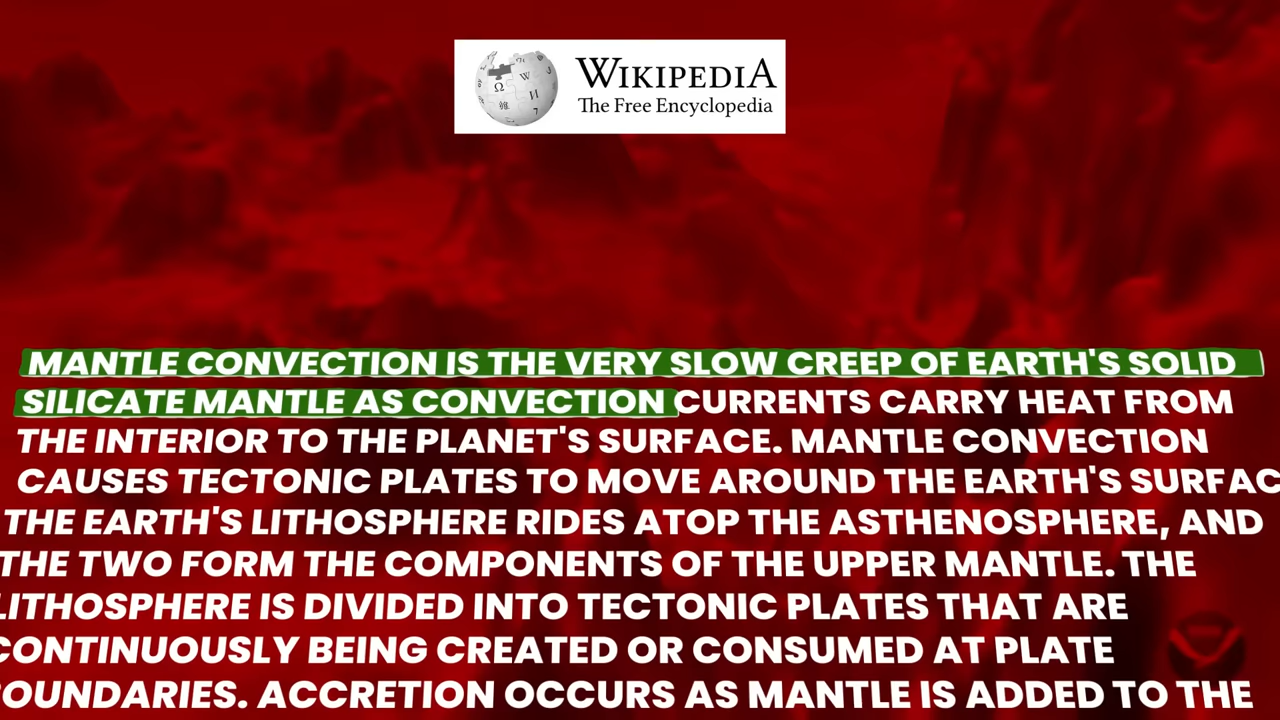 WIKIPEDIA
The Free Encyclopedia
MANTLE CONVECTION IS THE VERY SLOW CREEP OF EARTH'S SOLID
SILICATE MANTLE AS CONVECTION CURRENTS CARRY HEAT FROM
THE INTERIOR TO THE PLANET'S SURFACE. MANTLE CONVECTION
CAUSES TECTONIC PLATES TO MOVE AROUND THE EARTH'S SURFAC
THE EARTH'S LITHOSPHERE RIDES ATOP THE ASTHENOSPHERE, AND
THE TWO FORM THE COMPONENTS OF THE UPPER MANTLE. THE
LITHOSPHERE IS DIVIDED INTO TECTONIC PLATES THAT ARE
CONTINUOUSLY BEING CREATED OR CONSUMED AT PLATE
OUNDARIES. ACCRETION OCCURS AS MANTLE IS ADDED TO THE